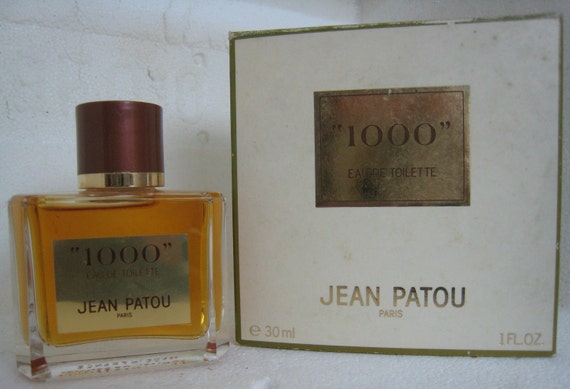 "1000"
EAU DE TOILETTE
JEAN PATOU
PARIS
"1000"
EAU DE TOILETTE
JEAN PATOU
PARIS
e 30 ml
1 FL.OZ.